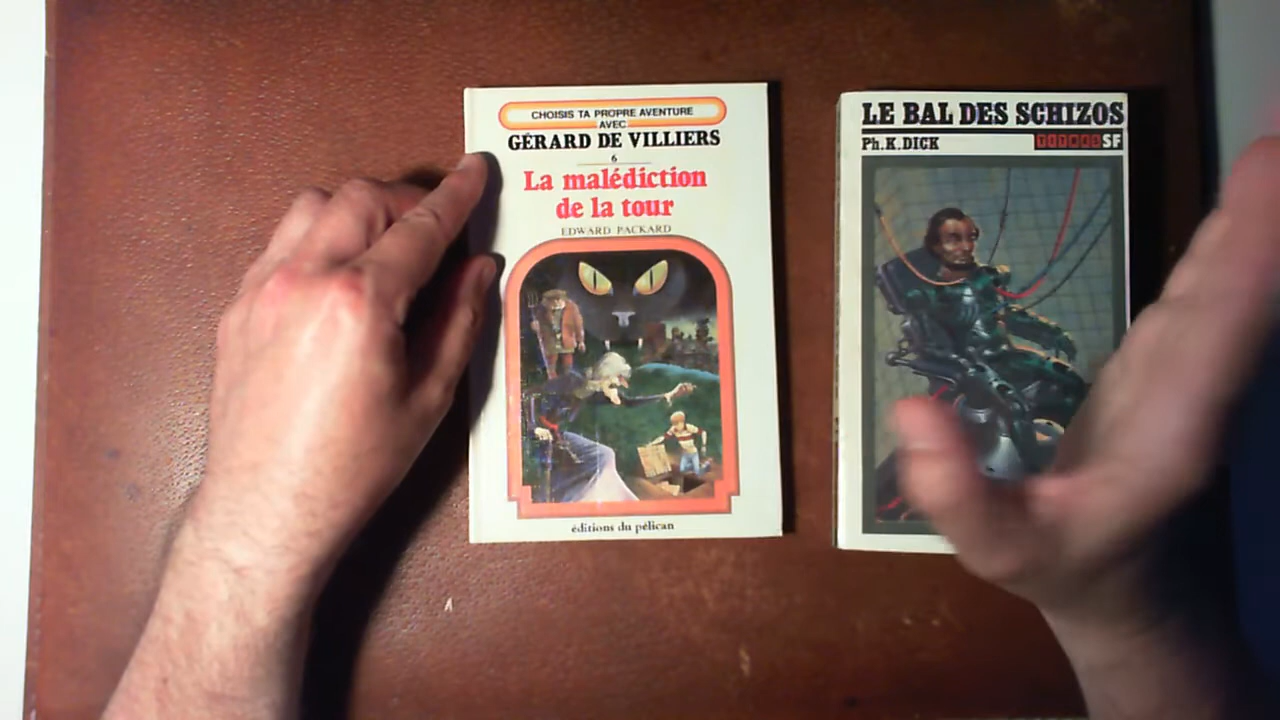 CHOISIS TA PROPRE AVENTURE
AVEC
GÉRARD DE VILLIERS
6
La malédiction
de la tour
EDWARD PACKARD
éditions du pélican
LE BAL DES SCHIZOS
Ph.K.DICK
TITRES SF